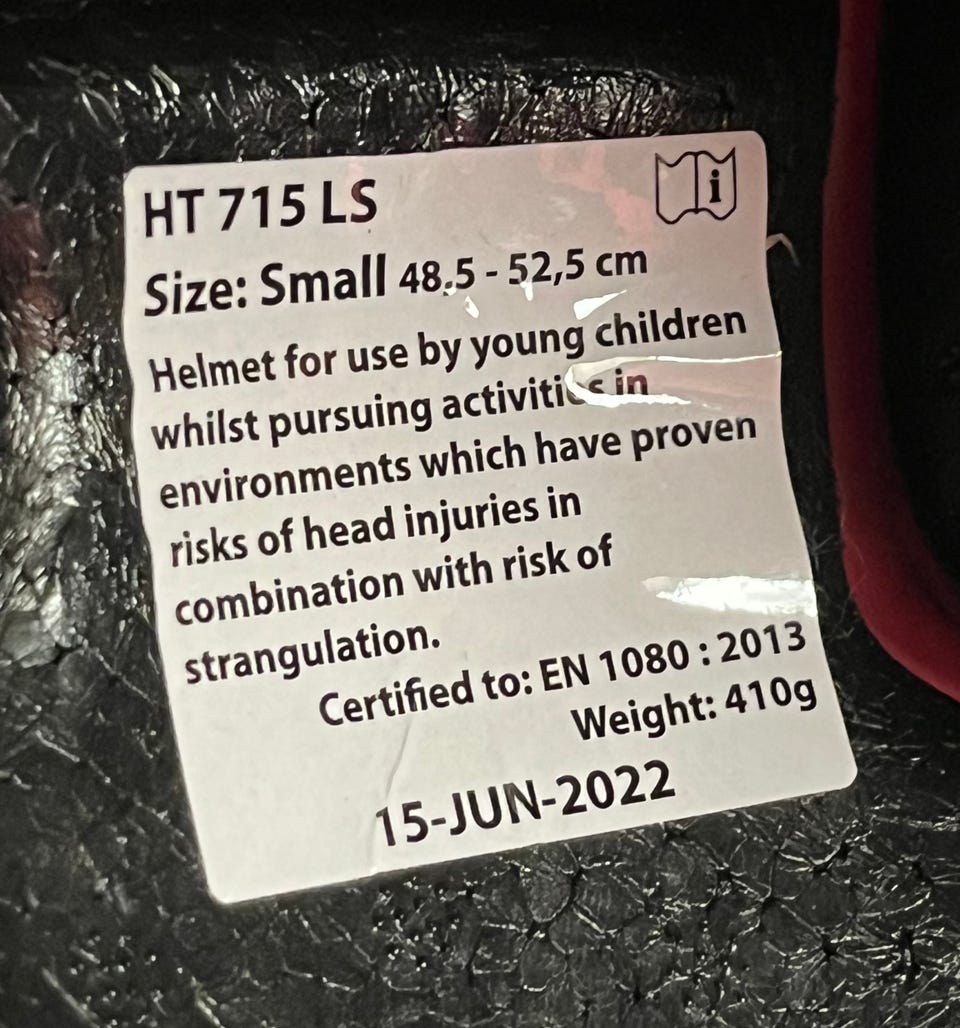 HT 715 LS
i
Size: Small 48,5 - 52,5 cm
Helmet for use by young children
whilst pursuing activities in
environments which have proven
risks of head injuries in
combination with risk of
strangulation.
Certified to: EN 1080 : 2013
Weight: 410g
15-JUN-2022